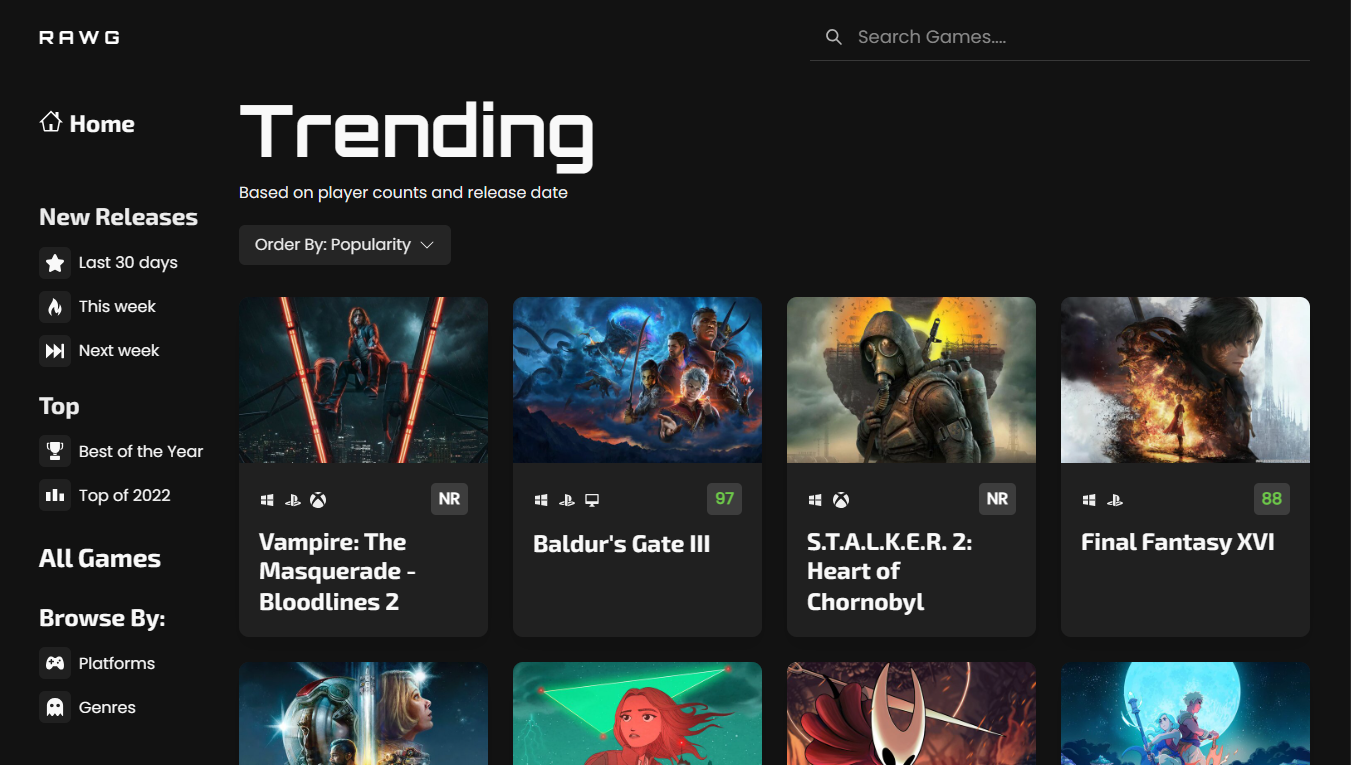 RAWG
Search Games....
Home
New Releases
Last 30 days
This week
Next week
Top
Best of the Year
Top of 2022
All Games
Browse By:
Platforms
Genres
Trending
Based on player counts and release date
Order By: Popularity
NR
Vampire: The
Masquerade -
Bloodlines 2
97
Baldur's Gate III
NR
S.T.A.L.K.E.R. 2:
Heart of
Chornobyl
88
Final Fantasy XVI